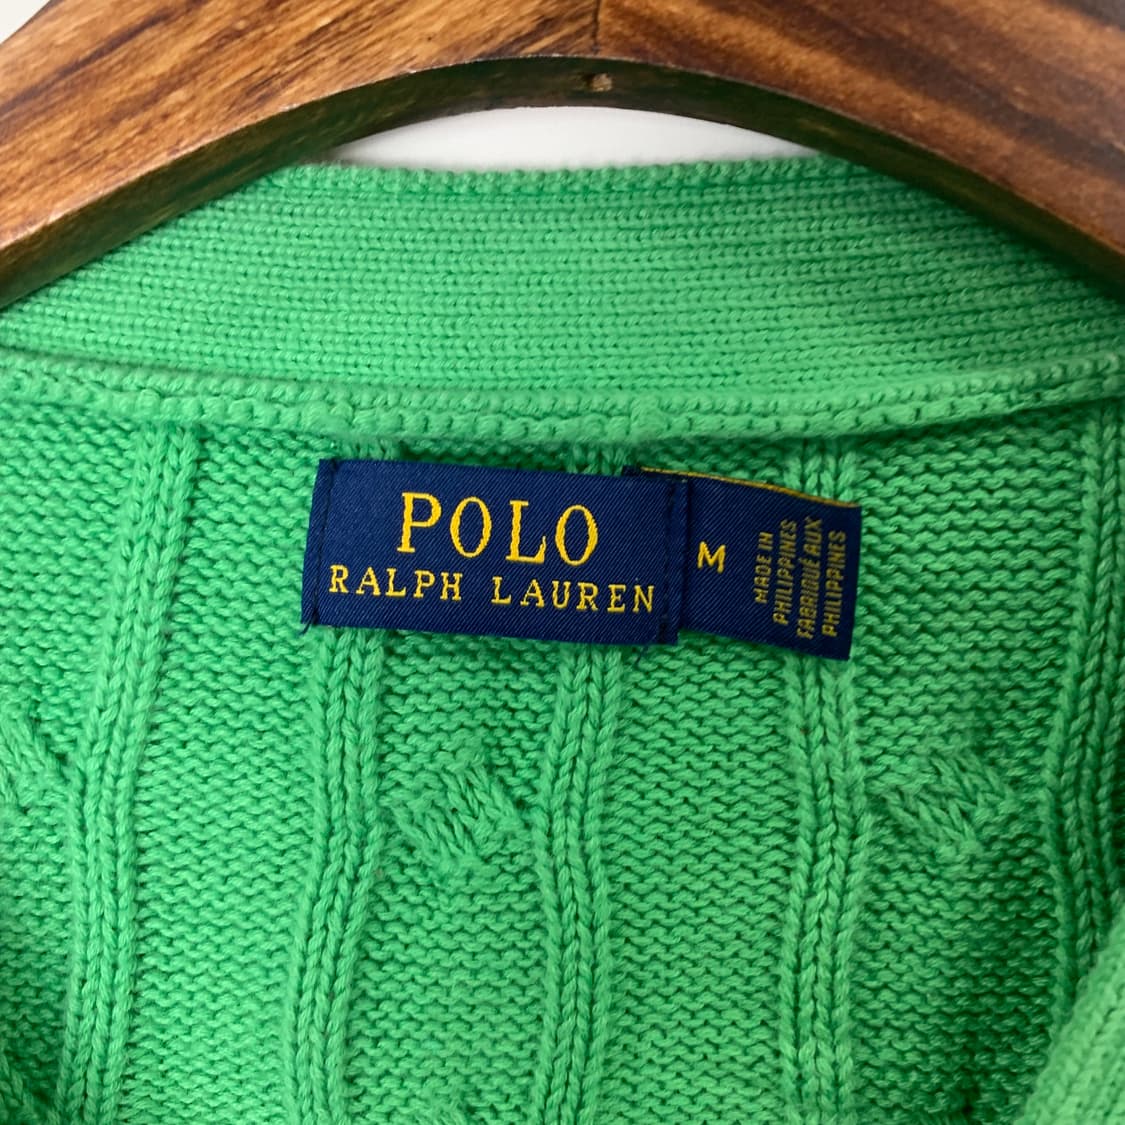 POLO
RALPH LAUREN
M
MADE IN
PHILIPPINES
FABRIQUÉ AUX
PHILIPPINES